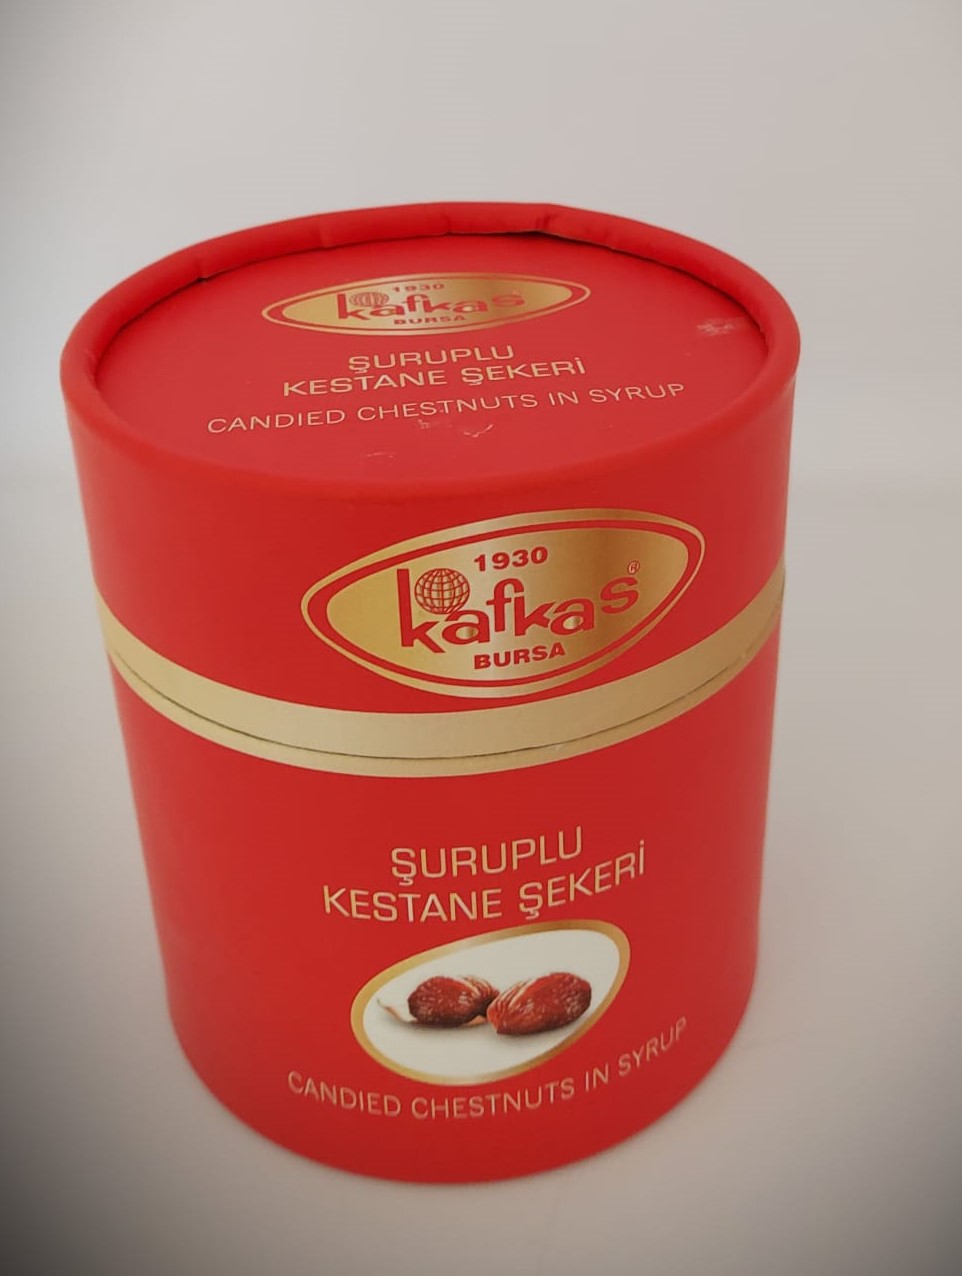 1930
kafkas
BURSA
ŞURUPLU
KESTANE ŞEKERİ
CANDIED CHESTNUTS IN SYRUP
1930
kafkas®
BURSA
ŞURUPLU
KESTANE ŞEKERİ
CANDIED CHESTNUTS IN SYRUP